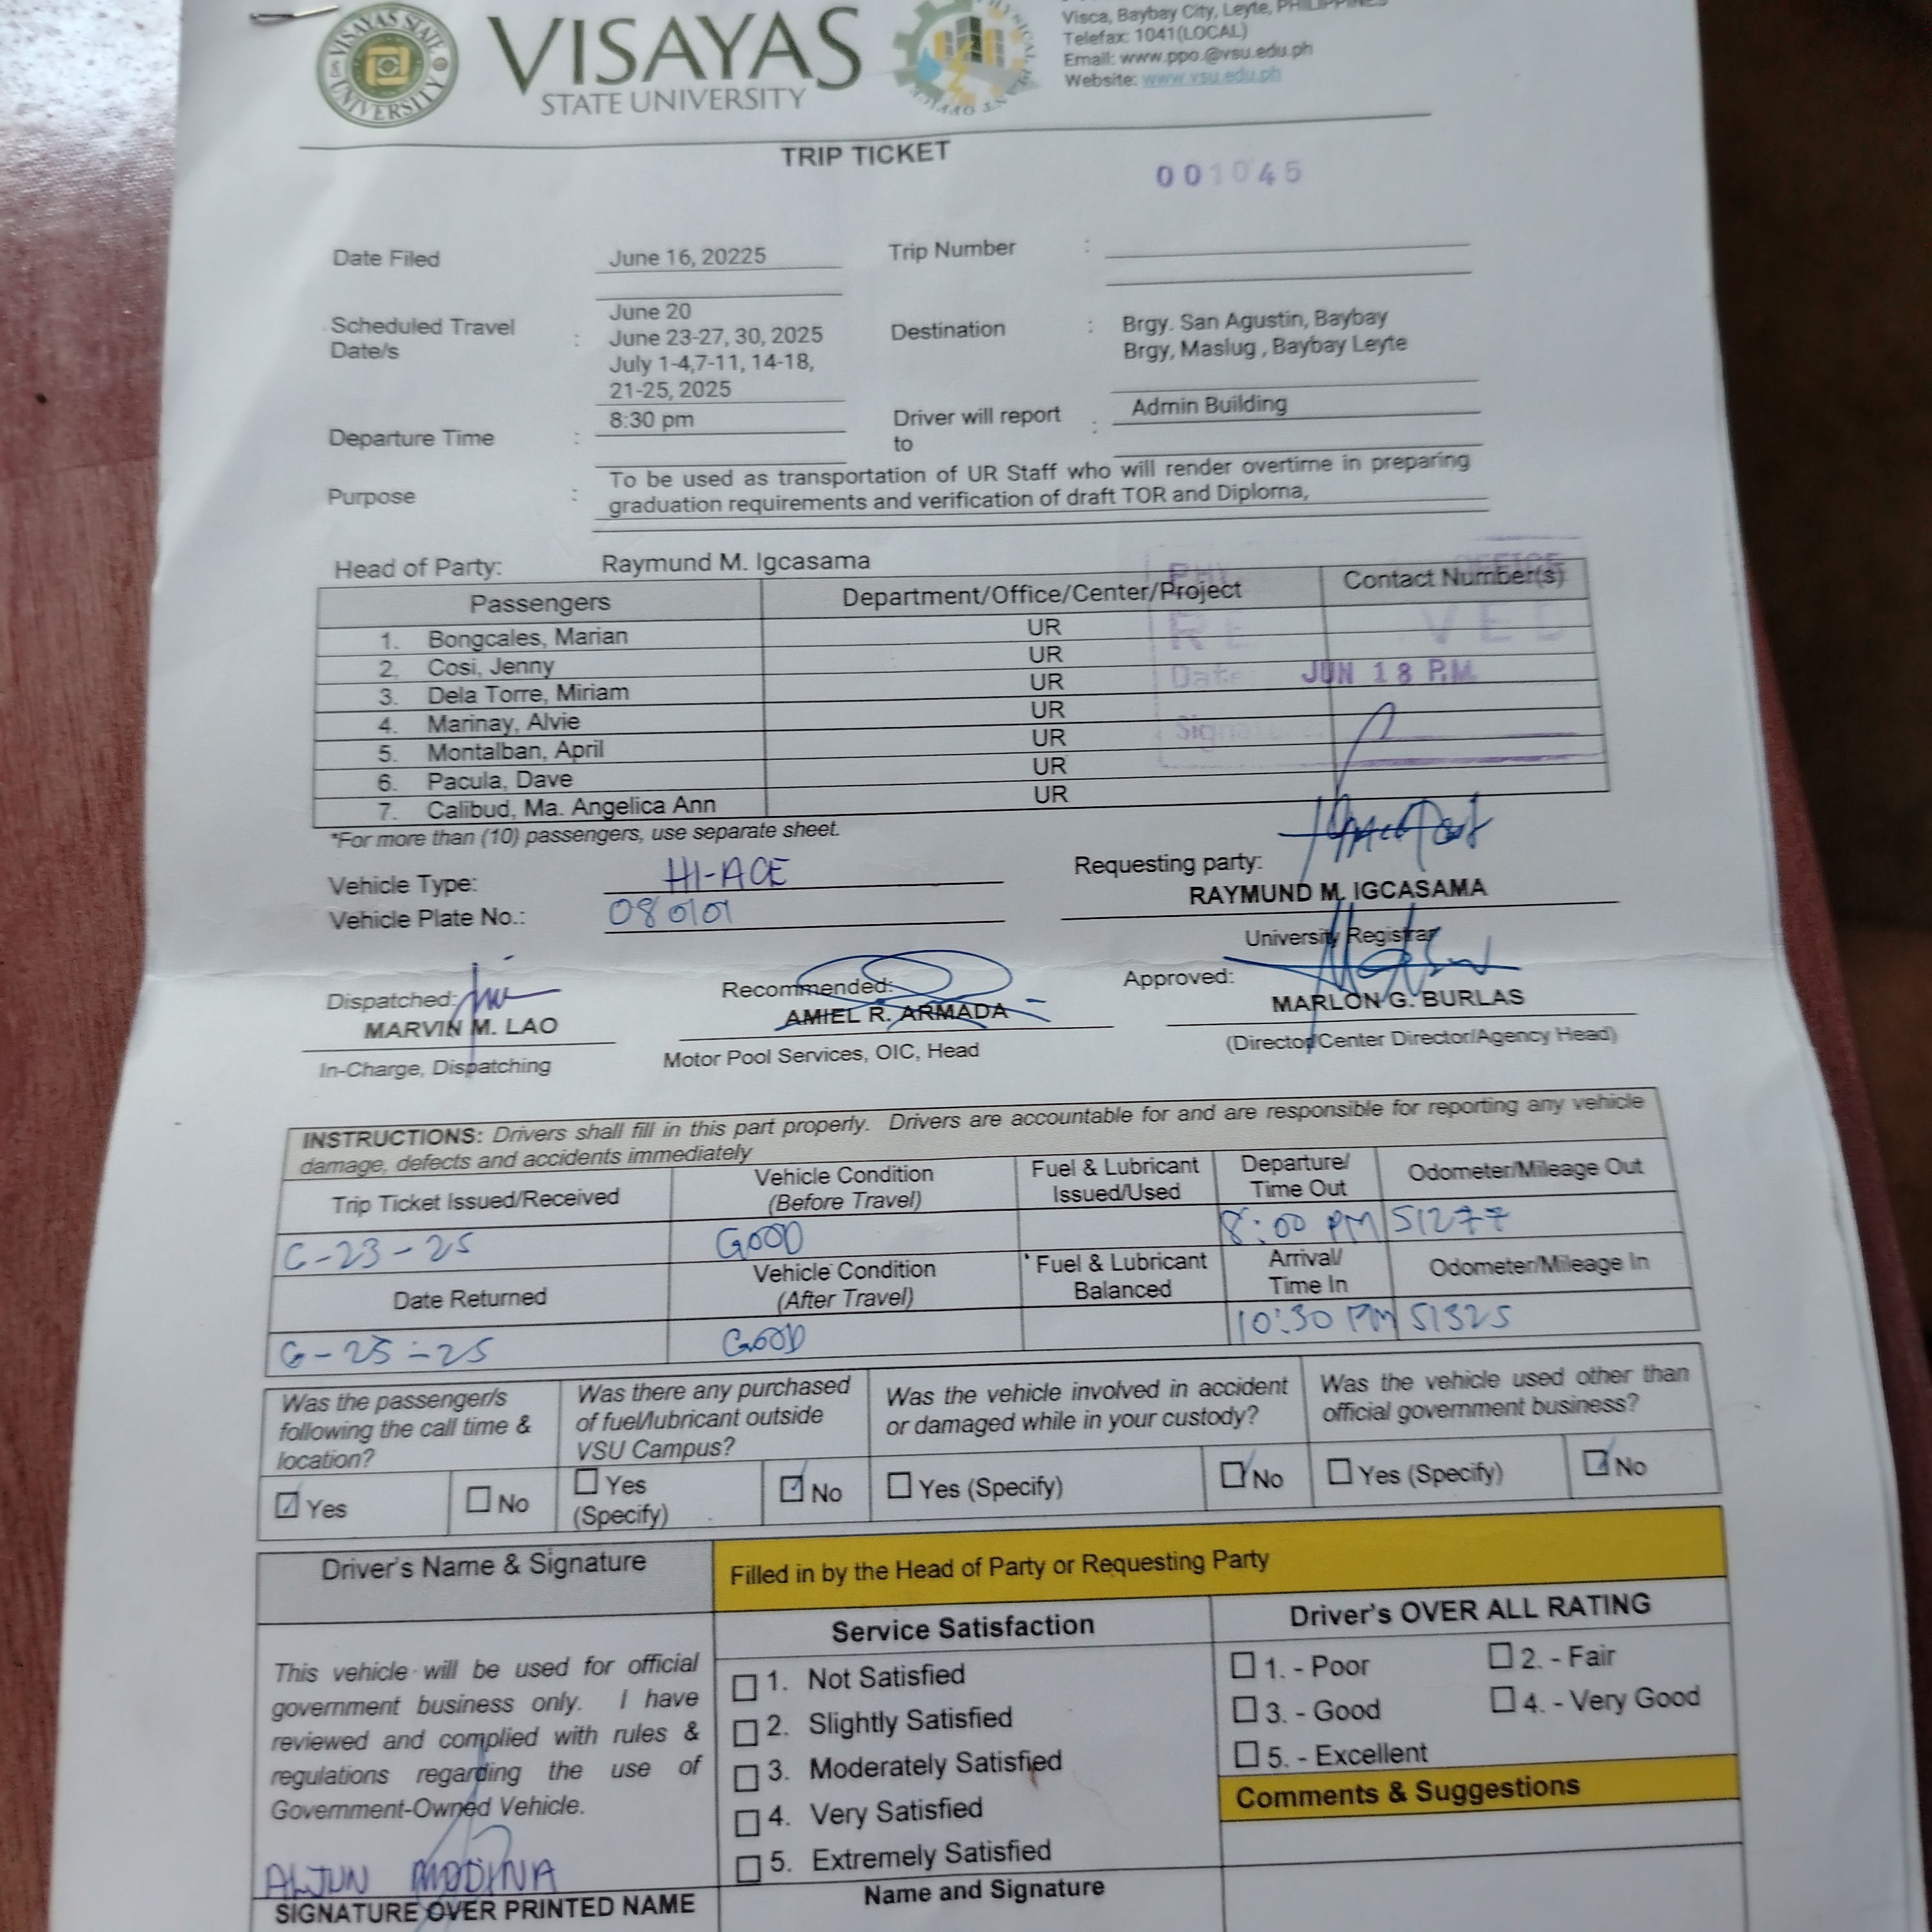 VISAYAS STATE UNIVERSITY
VISAYAS
STATE UNIVERSITY
Visca, Baybay City, Leyte, PHILIPPINES
Telefax: 1041(LOCAL)
Email: www.ppo.@vsu.edu.ph
Website: www.vsu.edu.ph
TRIP TICKET
001045
Date Filed June 16, 20225 Trip Number :
Scheduled Travel Date/s : June 20
June 23-27, 30, 2025
July 1-4,7-11, 14-18,
21-25, 2025
Destination : Brgy. San Agustin, Baybay
Brgy, Maslug , Baybay Leyte
Departure Time : 8:30 pm
Driver will report to : Admin Building
Purpose : To be used as transportation of UR Staff who will render overtime in preparing
graduation requirements and verification of draft TOR and Diploma,
Head of Party: Raymund M. Igcasama
Passengers Department/Office/Center/Project Contact Number(s)
1. Bongcales, Marian UR
2. Cosi, Jenny UR
3. Dela Torre, Miriam UR
4. Marinay, Alvie UR
5. Montalban, April UR
6. Pacula, Dave UR
7. Calibud, Ma. Angelica Ann UR
OFFICE
Date JUN 18 P.M.
*For more than (10) passengers, use separate sheet.
Vehicle Type: HI-ACE
Vehicle Plate No.: 080101
Requesting party:
RAYMUND M. IGCASAMA
University Registrar
Dispatched:
MARVIN M. LAO
In-Charge, Dispatching
Recommended:
AMIEL R. ARMADA
Motor Pool Services, OIC, Head
Approved:
MARLON G. BURLAS
(Director/Center Director/Agency Head)
INSTRUCTIONS: Drivers shall fill in this part properly. Drivers are accountable for and are responsible for reporting any vehicle
damage, defects and accidents immediately
Trip Ticket Issued/Received
Vehicle Condition
(Before Travel)
Fuel & Lubricant
Issued/Used
Departure/
Time Out
Odometer/Mileage Out
6-23-25 GOOD 8:00 PM 51277
Date Returned
Vehicle Condition
(After Travel)
Fuel & Lubricant
Balanced
Arrival/
Time In
Odometer/Mileage In
6-25-25 GOOD 10:30 PM 51325
Was the passenger/s
following the call time &
location?
Was there any purchased
of fuel/lubricant outside
VSU Campus?
Was the vehicle involved in accident
or damaged while in your custody?
Was the vehicle used other than
official government business?
Yes No Yes
(Specify)
No Yes (Specify) No Yes (Specify) No
Driver's Name & Signature
Filled in by the Head of Party or Requesting Party
This vehicle will be used for official
government business only. I have
reviewed and complied with rules &
regulations regarding the use of
Government-Owned Vehicle.
ALJUN MODINA
SIGNATURE OVER PRINTED NAME
Service Satisfaction
1. Not Satisfied
2. Slightly Satisfied
3. Moderately Satisfied
4. Very Satisfied
5. Extremely Satisfied
Name and Signature
Driver's OVER ALL RATING
1. - Poor 2. - Fair
3. - Good 4. - Very Good
5. - Excellent
Comments & Suggestions